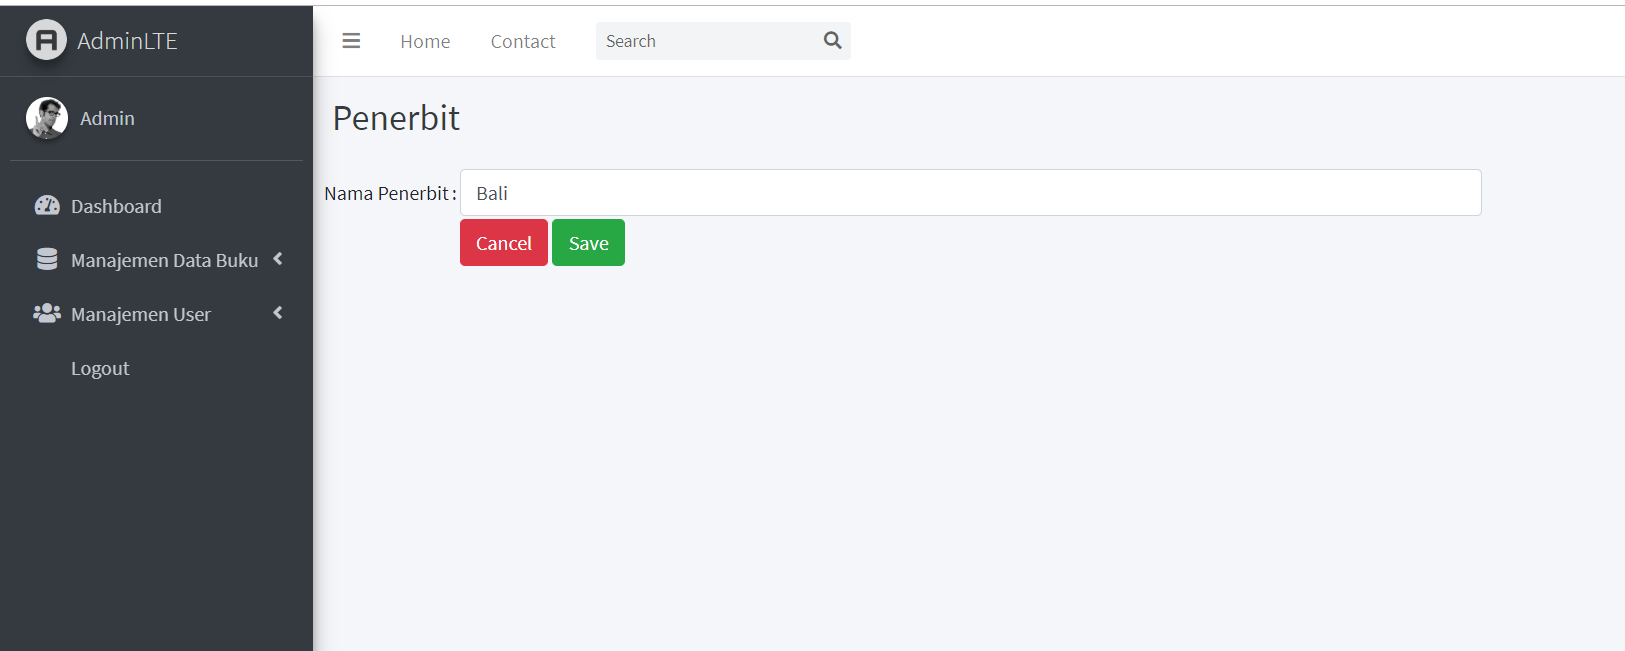 AdminLTE
Home Contact Search
Admin
Penerbit
Nama Penerbit : Bali
Cancel Save
Dashboard
Manajemen Data Buku
Manajemen User
Logout